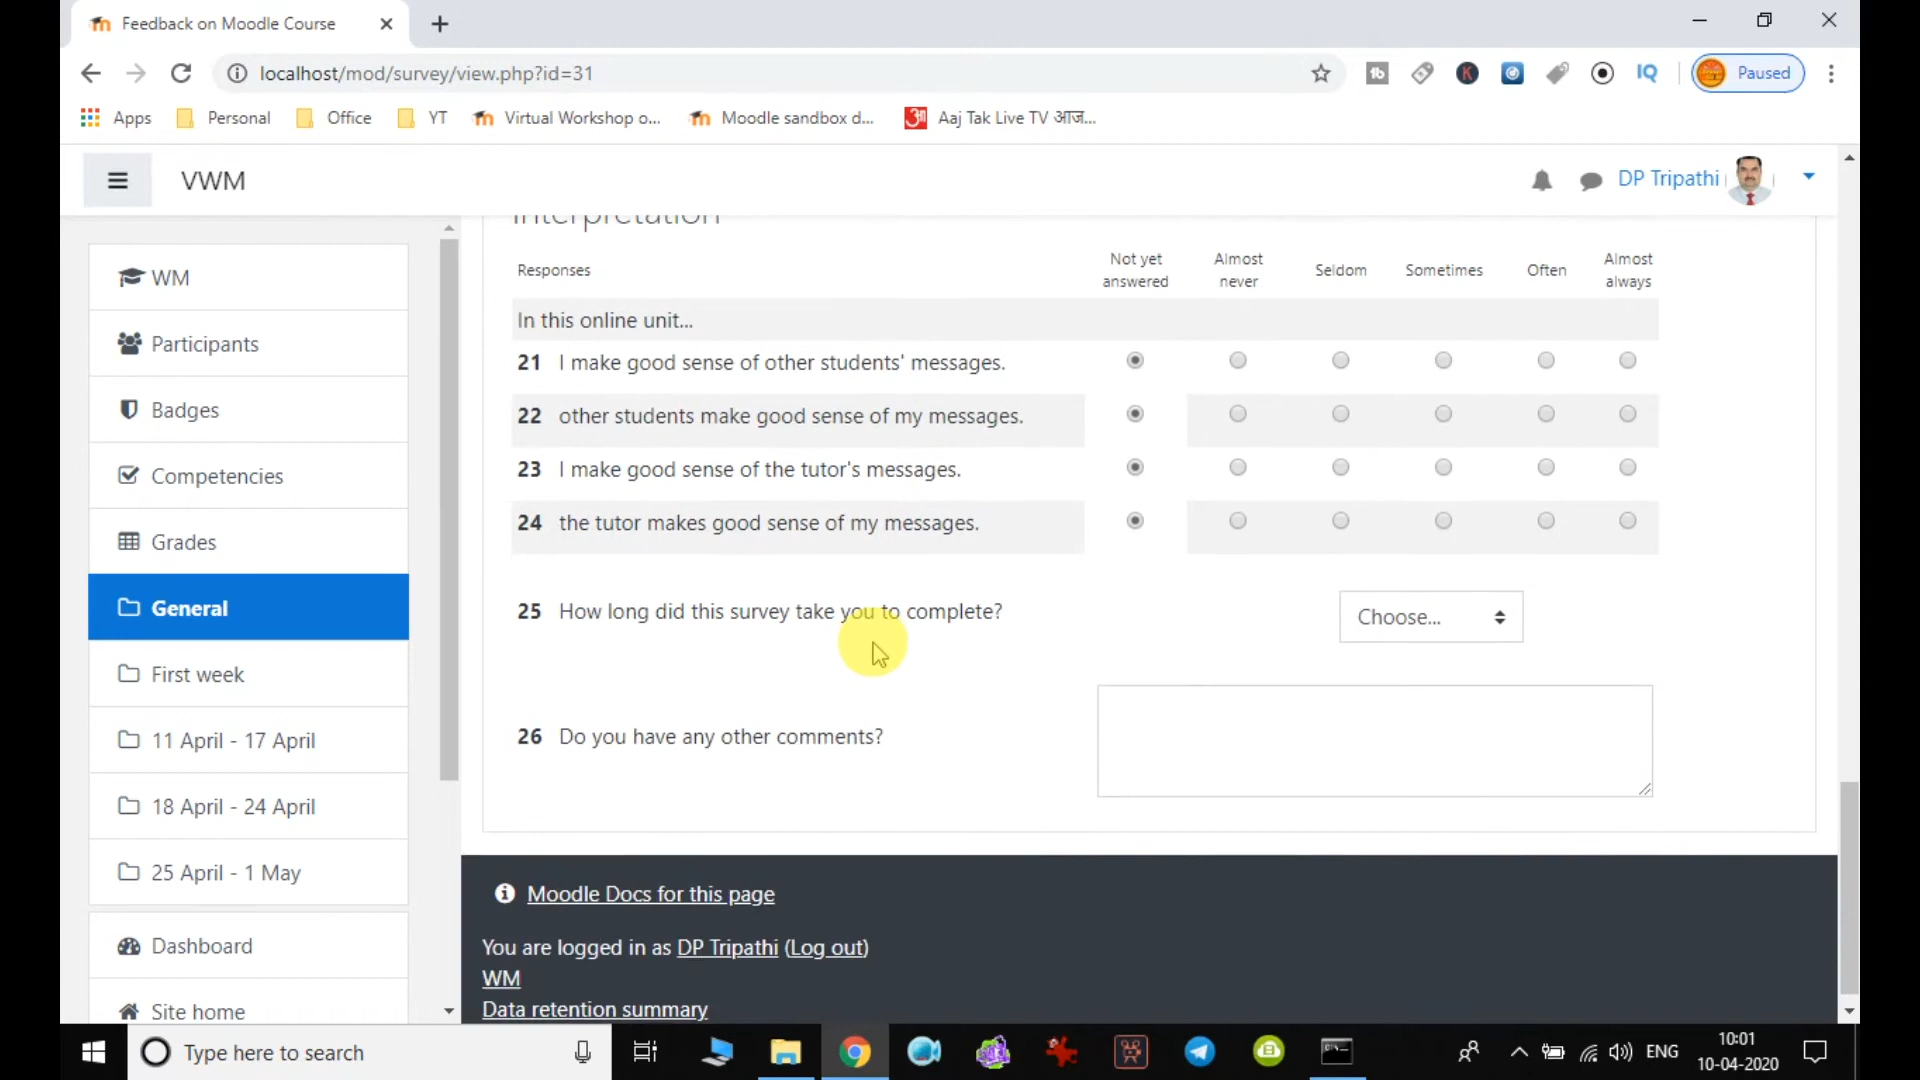 Feedback on Moodle Course
localhost/mod/survey/view.php?id=31
IQ
Paused
Apps
Personal
Office
YT
Virtual Workshop o...
Moodle sandbox d...
Aaj Tak Live TV आज...
VWM
DP Tripathi
Interpretation
WM
Participants
Badges
Competencies
Grades
General
First week
11 April - 17 April
18 April - 24 April
25 April - 1 May
Dashboard
Site home
Responses
Not yet answered
Almost never
Seldom
Sometimes
Often
Almost always
In this online unit...
21 I make good sense of other students' messages.
22 other students make good sense of my messages.
23 I make good sense of the tutor's messages.
24 the tutor makes good sense of my messages.
25 How long did this survey take you to complete?
Choose...
26 Do you have any other comments?
Moodle Docs for this page
You are logged in as DP Tripathi (Log out)
WM
Data retention summary
Type here to search
ENG
10:01
10-04-2020